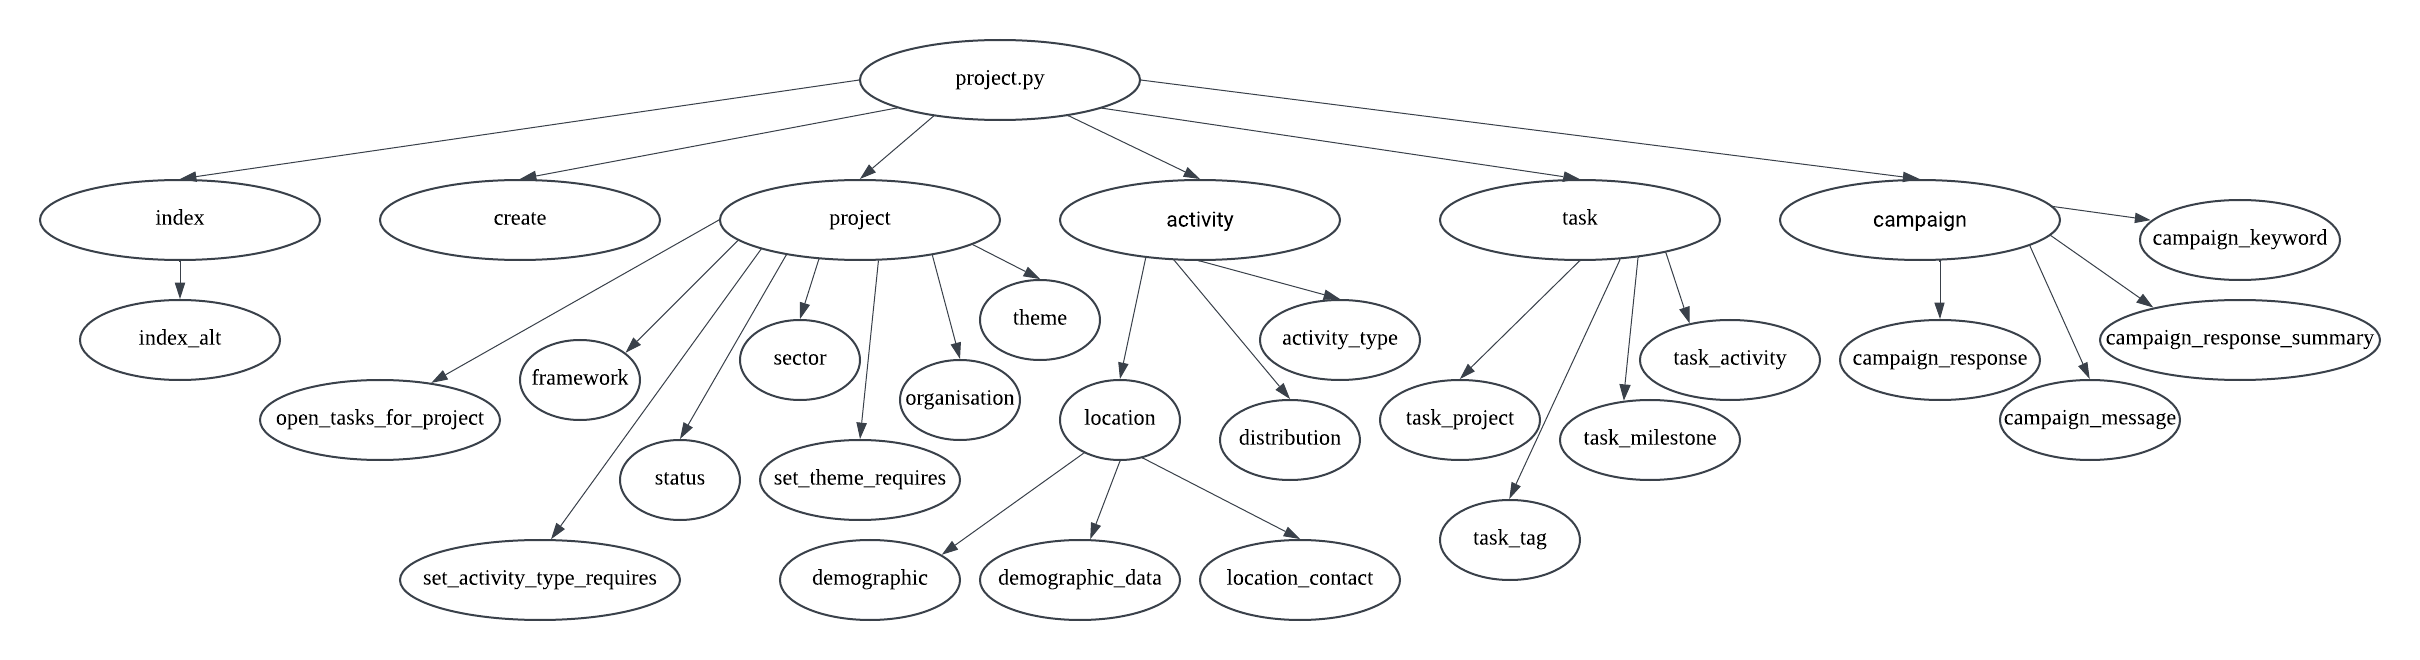 project.py
index
create
project
activity
task
campaign
campaign_keyword
index_alt
open_tasks_for_project
framework
sector
theme
organisation
status
set_theme_requires
set_activity_type_requires
activity_type
location
distribution
demographic
demographic_data
location_contact
task_project
task_activity
task_milestone
task_tag
campaign_response
campaign_response_summary
campaign_message